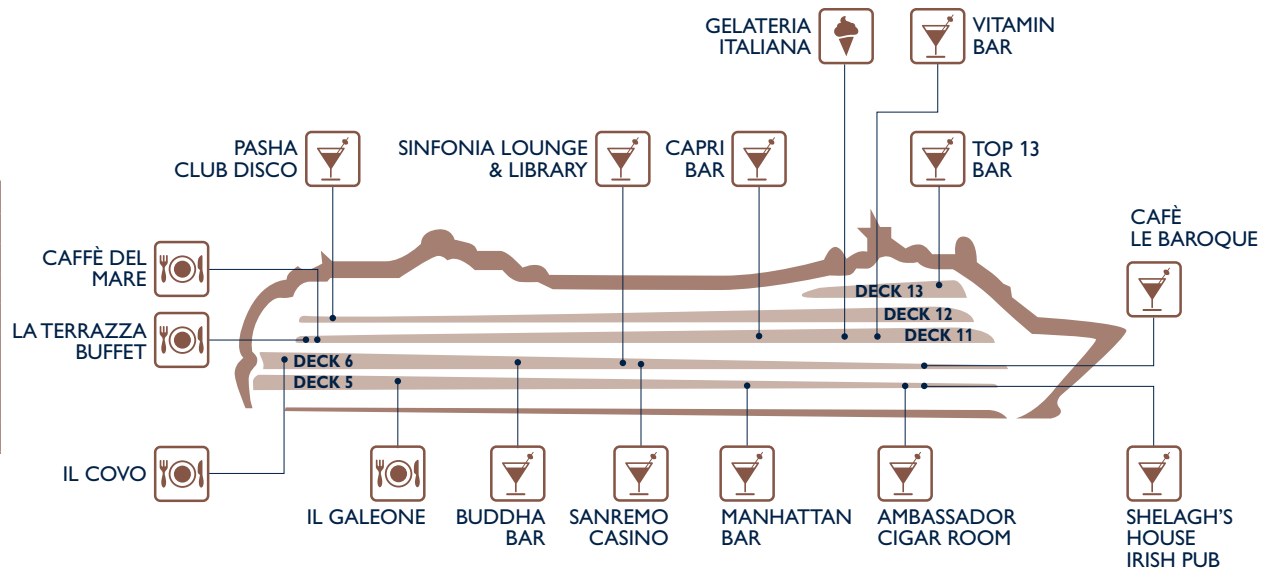 GELATERIA
ITALIANA
VITAMIN
BAR
PASHA
CLUB DISCO
SINFONIA LOUNGE
& LIBRARY
CAPRI
BAR
TOP 13
BAR
CAFÈ
LE BAROQUE
CAFFÈ DEL
MARE
LA TERRAZZA
BUFFET
DECK 13
DECK 12
DECK 11
DECK 6
DECK 5
IL COVO
IL GALEONE
BUDDHA
BAR
SANREMO
CASINO
MANHATTAN
BAR
AMBASSADOR
CIGAR ROOM
SHELAGH'S
HOUSE
IRISH PUB